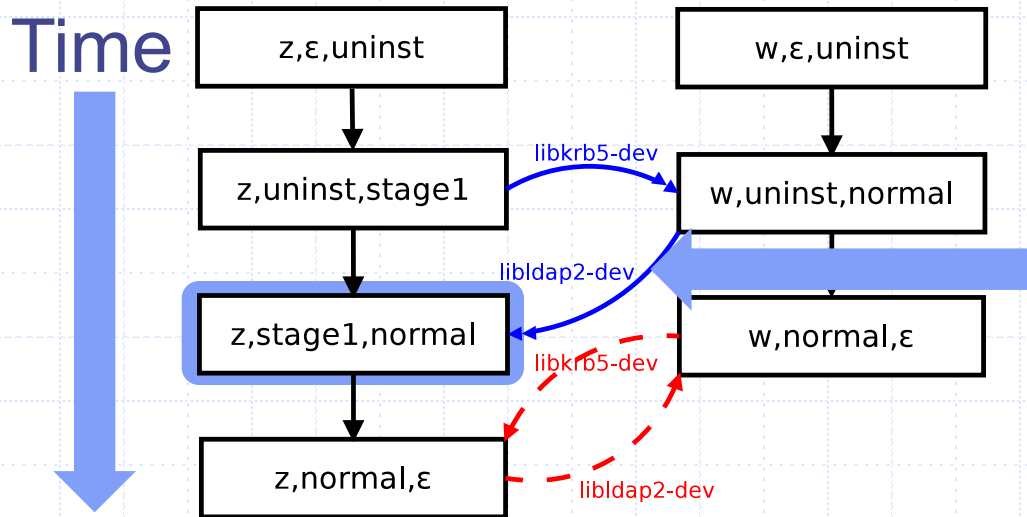 Time
z,ε,uninst
w,ε,uninst
libkrb5-dev
z,uninst,stage1
w,uninst,normal
libldap2-dev
z,stage1,normal
w,normal,ε
libkrb5-dev
z,normal,ε
libldap2-dev